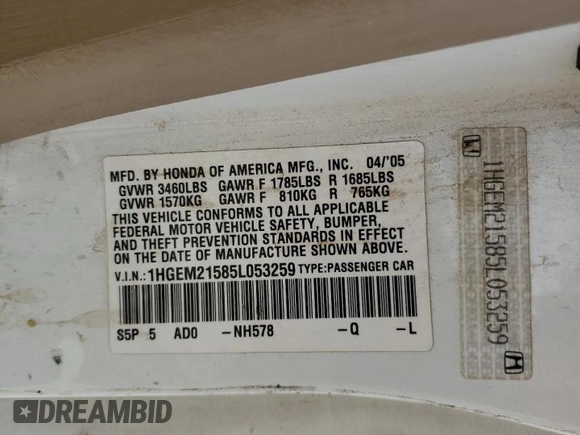 MFD. BY HONDA OF AMERICA MFG., INC. 04/'05
GVWR 3460LBS GAWR F 1785LBS R 1685LBS
GVWR 1570KG GAWR F 810KG R 765KG
THIS VEHICLE CONFORMS TO ALL APPLICABLE
FEDERAL MOTOR VEHICLE SAFETY, BUMPER,
AND THEFT PREVENTION STANDARDS IN EFFECT
ON THE DATE OF MANUFACTURE SHOWN ABOVE.
V.I.N.: 1HGEM21585L053259 TYPE:PASSENGER CAR
S5P 5 AD0 -NH578 -Q -L
1HGEM21585L053259
DREAMBID